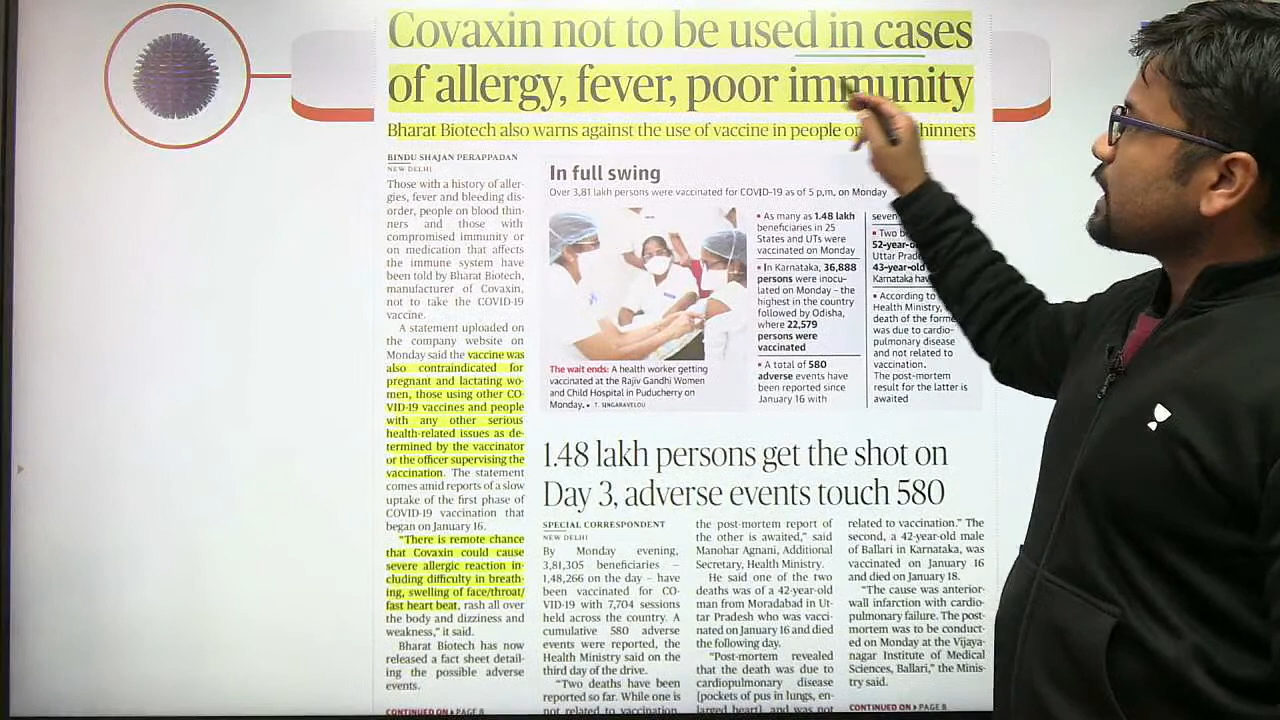 Covaxin not to be used in cases
of allergy, fever, poor immunity
Bharat Biotech also warns against the use of vaccine in people on thinners
BINDU SHAJAN PERAPPADAN
NEW DELHI
Those with a history of aller-
gies, fever and bleeding dis-
order, people on blood thin-
ners and those with
compromised immunity or
on medication that affects
the immune system have
been told by Bharat Biotech,
manufacturer of Covaxin,
not to take the COVID-19
vaccine.
A statement uploaded on
the company website on
Monday said the vaccine was
also contraindicated for
pregnant and lactating wo-
men, those using other CO-
VID-19 vaccines and people
with any other serious
health-related issues as de-
termined by the vaccinator
or the officer supervising the
vaccination. The statement
comes amid reports of a slow
uptake of the first phase of
COVID-19 vaccination that
began on January 16.
“There is remote chance
that Covaxin could cause
severe allergic reaction in-
cluding difficulty in breath-
ing, swelling of face/throat/
fast heart beat, rash all over
the body and dizziness and
weakness,” it said.
Bharat Biotech has now
released a fact sheet detail-
ing the possible adverse
events.
CONTINUED ON ▸ PAGE 8
In full swing
Over 3.81 lakh persons were vaccinated for COVID-19 as of 5 p,m, on Monday
The wait ends: A health worker getting
vaccinated at the Rajiv Gandhi Women
and Child Hospital in Puducherry on
Monday. • T. SINGARAVELOU
▪ As many as 1.48 lakh
beneficiaries in 25
States and UTs were
vaccinated on Monday
▪ In Karnataka, 36,888
persons were inocu-
lated on Monday – the
highest in the country
followed by Odisha,
where 22,579
persons were
vaccinated
▪ A total of 580
adverse events have
been reported since
January 16 with
seven
▪ Two
52-year-
Uttar
43-year-old
Karnataka
▪ According to
Health Ministry,
death of the
was due to cardio-
pulmonary disease
and not related to
vaccination.
The post-mortem
result for the latter is
awaited
1.48 lakh persons get the shot on
Day 3, adverse events touch 580
SPECIAL CORRESPONDENT
NEW DELHI
By Monday evening,
3,81,305 beneficiaries –
1,48,266 on the day – have
been vaccinated for CO-
VID-19 with 7,704 sessions
held across the country. A
cumulative 580 adverse
events were reported, the
Health Ministry said on the
third day of the drive.
“Two deaths have been
reported so far. While one is
not related to vaccination,
the post-mortem report of
the other is awaited,” said
Manohar Agnani, Additional
Secretary, Health Ministry.
He said one of the two
deaths was of a 42-year-old
man from Moradabad in Ut-
tar Pradesh who was vacci-
nated on January 16 and died
the following day.
“Post-mortem revealed
that the death was due to
cardiopulmonary disease
[pockets of pus in lungs, en-
larged heart], and was not
related to vaccination.” The
second, a 42-year-old male
of Ballari in Karnataka, was
vaccinated on January 16
and died on January 18.
“The cause was anterior-
wall infarction with cardio-
pulmonary failure. The post-
mortem was to be conduct-
ed on Monday at the Vijaya-
nagar Institute of Medical
Sciences, Ballari,” the Minis-
try said.
CONTINUED ON ▸ PAGE 8